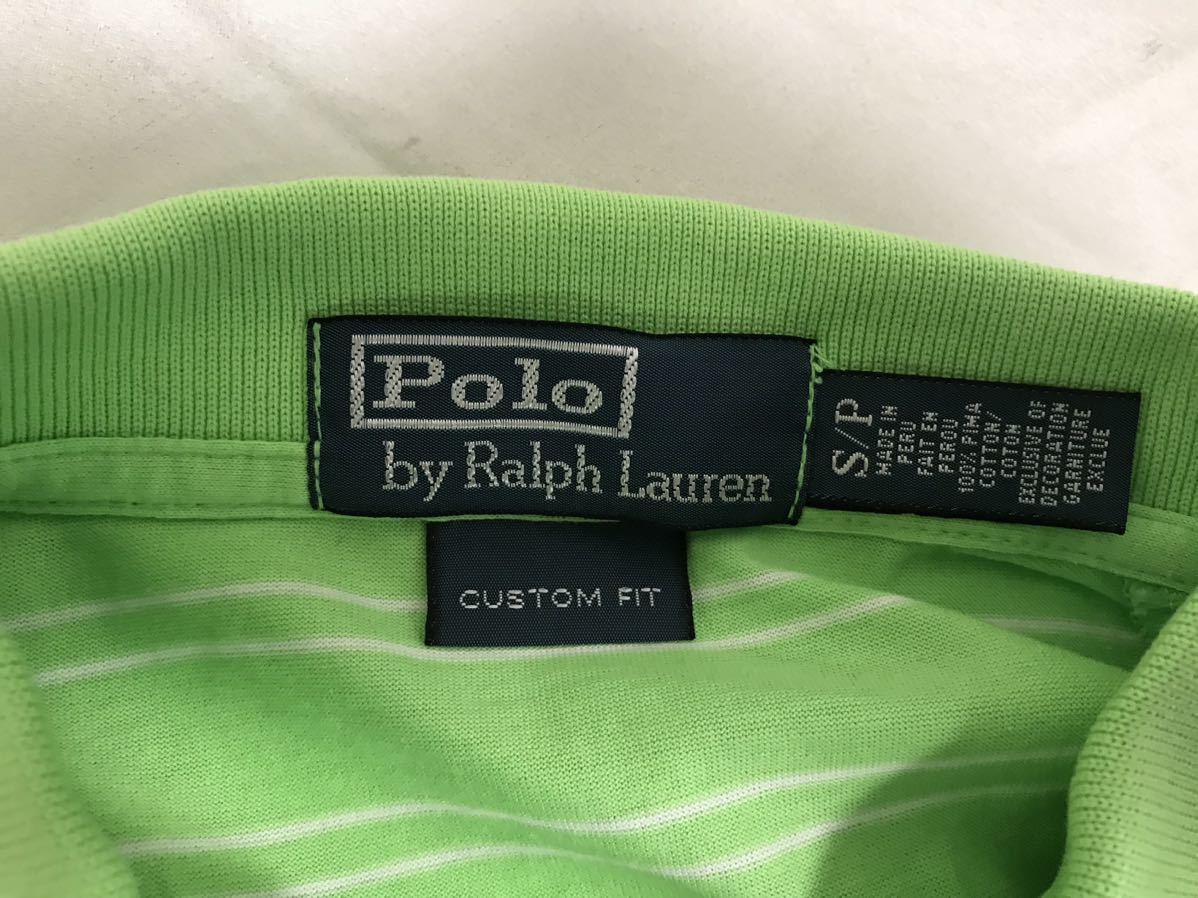 Polo
by Ralph Lauren
CUSTOM FIT
S/P
MADE IN
PERU
FAIT EN
PEROU
100% PIMA
COTTON/
COTON
EXCLUSIVE OF
DECORATION
GARNITURE
EXCLUE